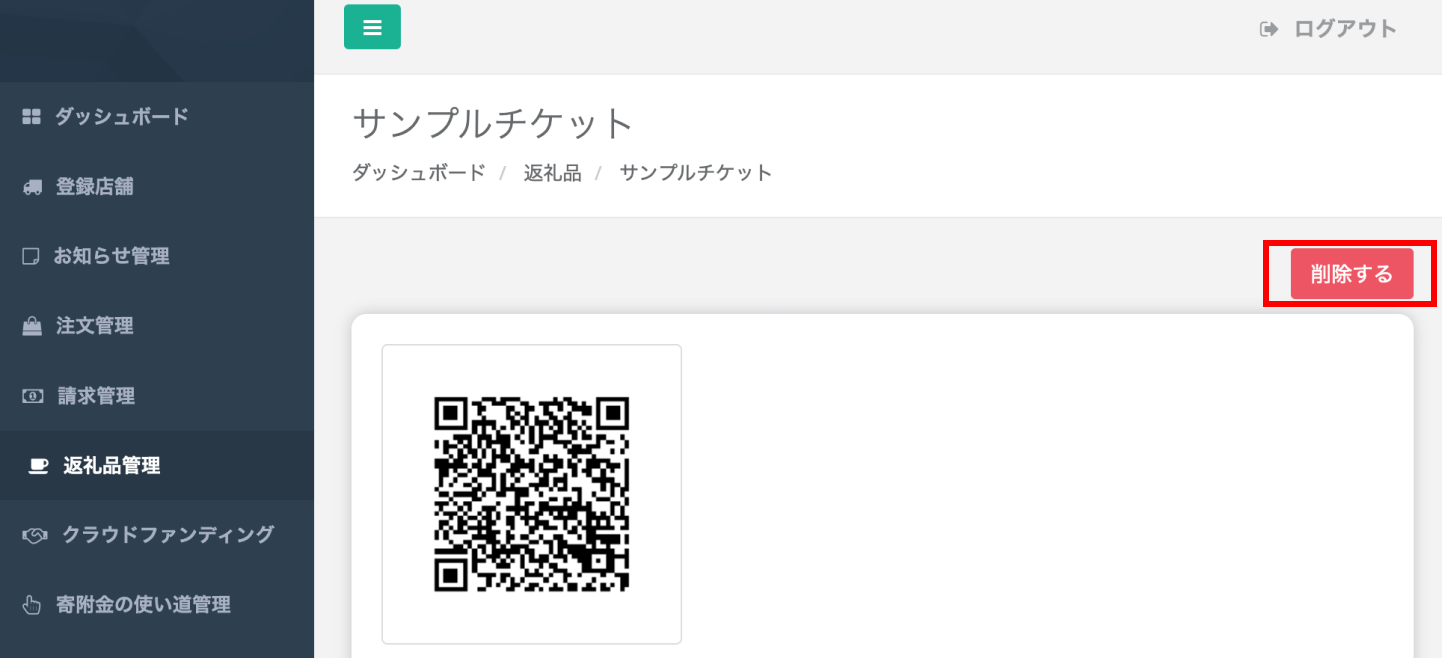 ログアウト
ダッシュボード
登録店舗
お知らせ管理
注文管理
請求管理
返礼品管理
クラウドファンディング
寄附金の使い道管理
サンプルチケット
ダッシュボード / 返礼品 / サンプルチケット
削除する